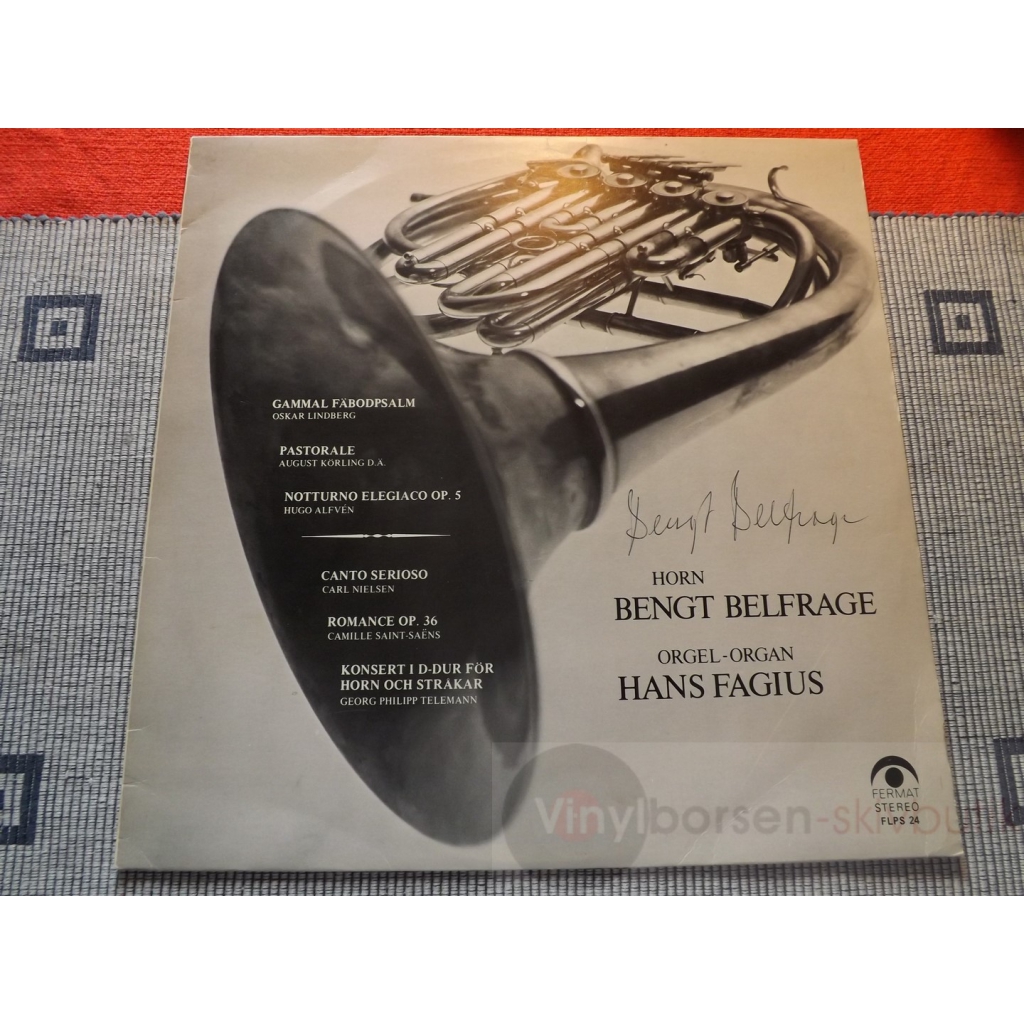 GAMMAL FÄBODPSALM
OSKAR LINDBERG
PASTORALE
AUGUST KÖRLING D.Ä.
NOTTURNO ELEGIACO OP. 5
HUGO ALFVÉN
CANTO SERIOSO
CARL NIELSEN
ROMANCE OP. 36
CAMILLE SAINT-SAËNS
KONSERT I D-DUR FÖR
HORN OCH STRÅKAR
GEORG PHILIPP TELEMANN
Bengt Belfrage
HORN
BENGT BELFRAGE
ORGEL-ORGAN
HANS FAGIUS
FERMAT
STEREO
FLPS 24
Vinylborsen-skivbu